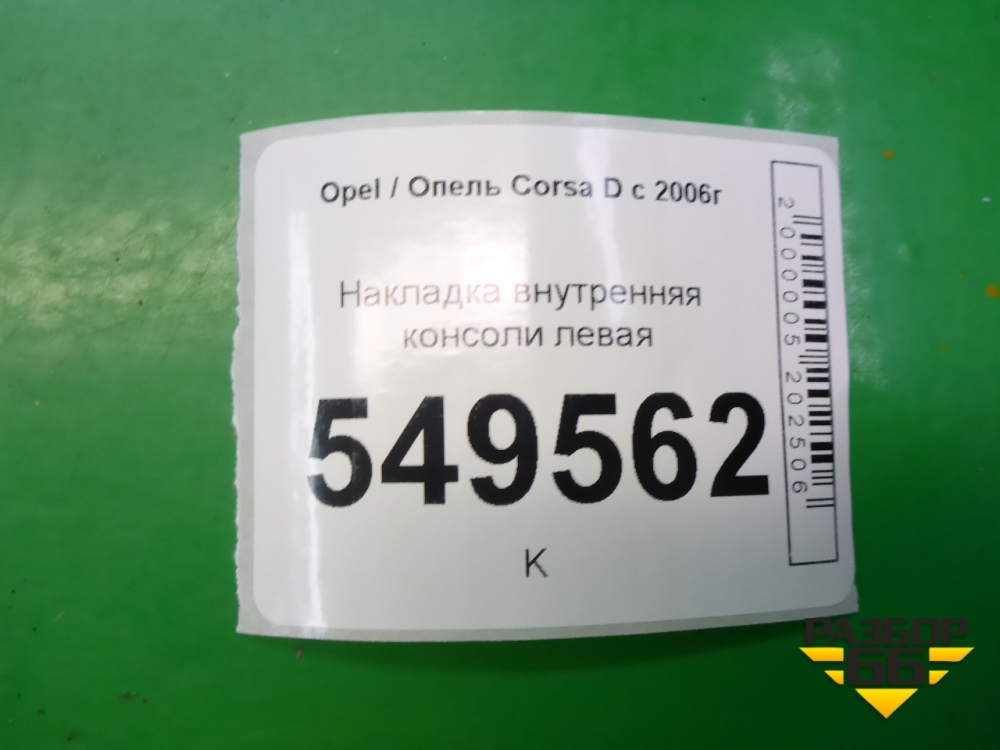 Opel / Опель Corsa D с 2006г
Накладка внутренняя
консоли левая
549562
К
2000005202506
РАЗБОР
66